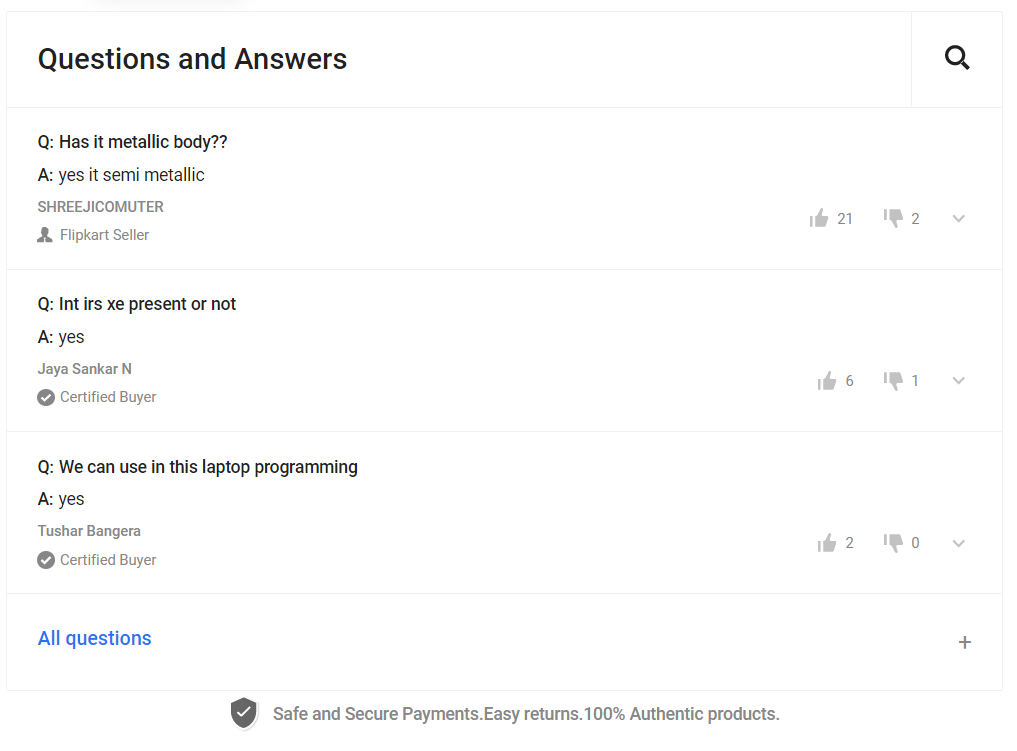 Questions and Answers
Q: Has it metallic body??
A: yes it semi metallic
SHREEJICOMUTER
Flipkart Seller
21 2
Q: Int irs xe present or not
A: yes
Jaya Sankar N
Certified Buyer
6 1
Q: We can use in this laptop programming
A: yes
Tushar Bangera
Certified Buyer
2 0
All questions +
Safe and Secure Payments.Easy returns.100% Authentic products.